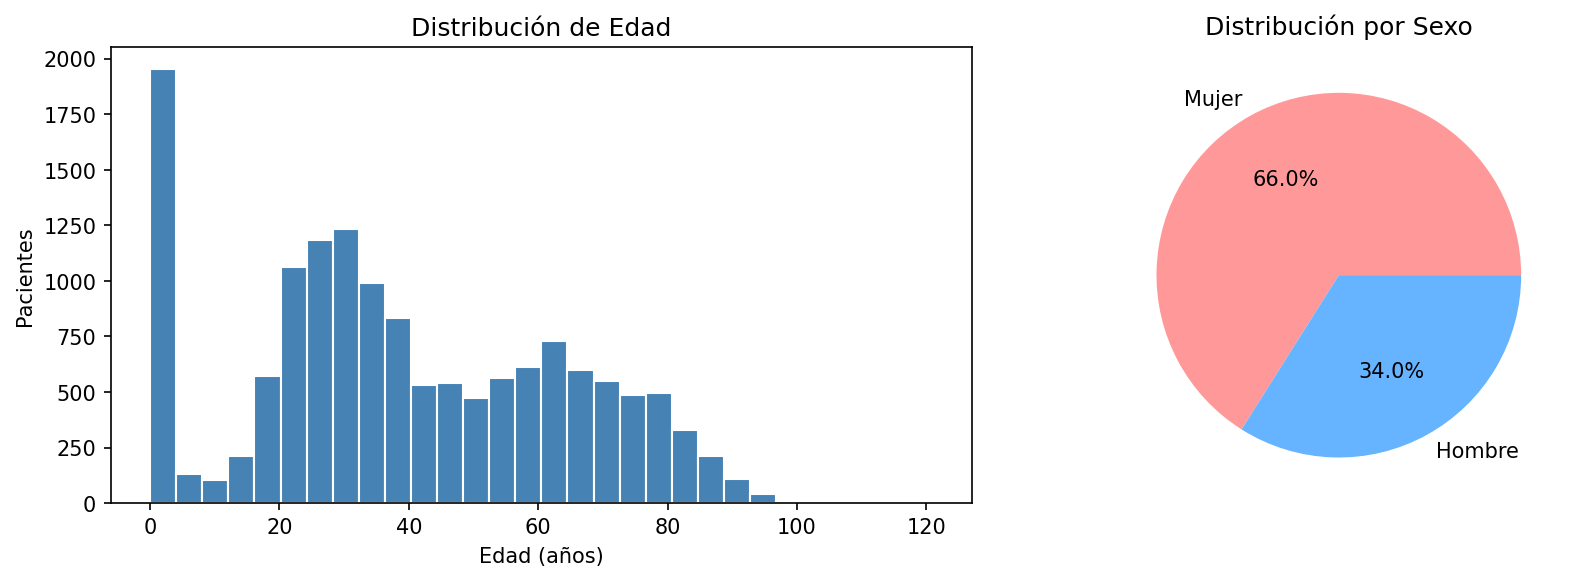 Distribución de Edad
2000
1750
1500
1250
1000
750
500
250
0
Pacientes
0 20 40 60 80 100 120
Edad (años)
Distribución por Sexo
Mujer
66.0%
34.0%
Hombre